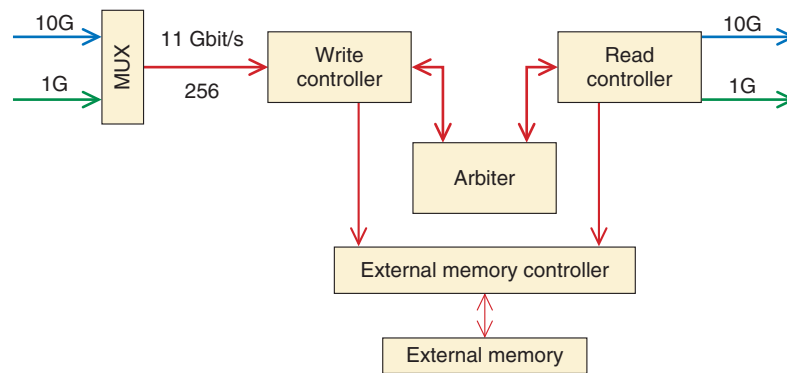 10G
1G
MUX
11 Gbit/s
256
Write
controller
Read
controller
10G
1G
Arbiter
External memory controller
External memory